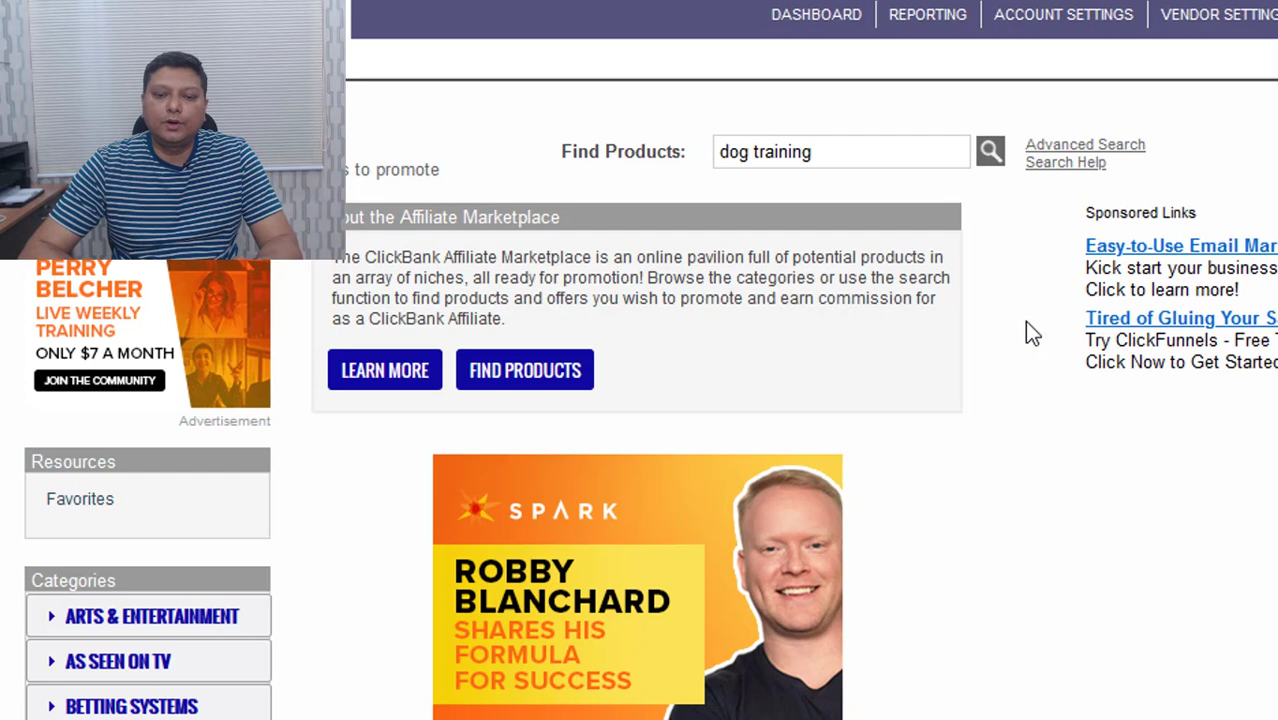 DASHBOARD
REPORTING
ACCOUNT SETTINGS
VENDOR SETTING
s to promote
Find Products:
dog training
Advanced Search
Search Help
out the Affiliate Marketplace
The ClickBank Affiliate Marketplace is an online pavilion full of potential products in
an array of niches, all ready for promotion! Browse the categories or use the search
function to find products and offers you wish to promote and earn commission for
as a ClickBank Affiliate.
LEARN MORE
FIND PRODUCTS
Sponsored Links
Easy-to-Use Email Mar
Kick start your business
Click to learn more!
Tired of Gluing Your S
Try ClickFunnels - Free T
Click Now to Get Started
PERRY
BELCHER
LIVE WEEKLY
TRAINING
ONLY $7 A MONTH
JOIN THE COMMUNITY
Advertisement
Resources
Favorites
Categories
ARTS & ENTERTAINMENT
AS SEEN ON TV
BETTING SYSTEMS
SPARK
ROBBY
BLANCHARD
SHARES HIS
FORMULA
FOR SUCCESS